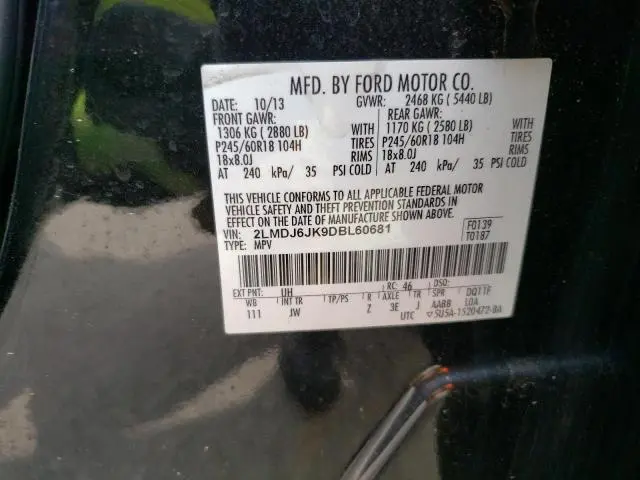 MFD. BY FORD MOTOR CO.
DATE: 10/13 GVWR: 2468 KG ( 5440 LB)
FRONT GAWR: REAR GAWR:
1306 KG ( 2880 LB) 1170 KG ( 2580 LB)
P245/60R18 104H WITH TIRES P245/60R18 104H WITH TIRES
18x8.0J RIMS 18x8.0J RIMS
AT 240 kPa/ 35 PSI COLD AT 240 kPa/ 35 PSI COLD
THIS VEHICLE CONFORMS TO ALL APPLICABLE FEDERAL MOTOR
VEHICLE SAFETY AND THEFT PREVENTION STANDARDS IN
EFFECT ON THE DATE OF MANUFACTURE SHOWN ABOVE.
VIN: 2LMDJ6JK9DBL60681 F0139
TYPE: MPV T0187
EXT PNT: UH RC: 46 DSO:
WB INT TR TP/PS R AXLE TR SPR
111 JW Z 3E J AABB
UTC ▽5U5A-1520472-BA